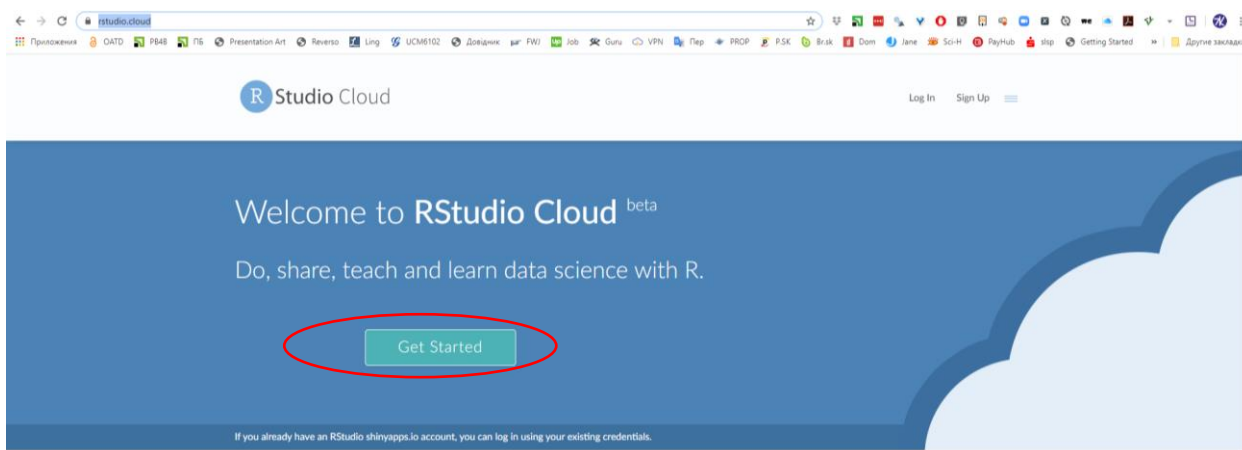 rstudio.cloud
Приложения OATD PB48 ПБ Presentation Art Reverso Ling UCM6102 Довідник FWJ Job Guru VPN Пер PROP P.SK Br.sk Dom Jane Sci-H PayHub slsp Getting Started » Другие заклад
R Studio Cloud
Log In Sign Up
Welcome to RStudio Cloud beta
Do, share, teach and learn data science with R.
Get Started
If you already have an RStudio shinyapps.io account, you can log in using your existing credentials.